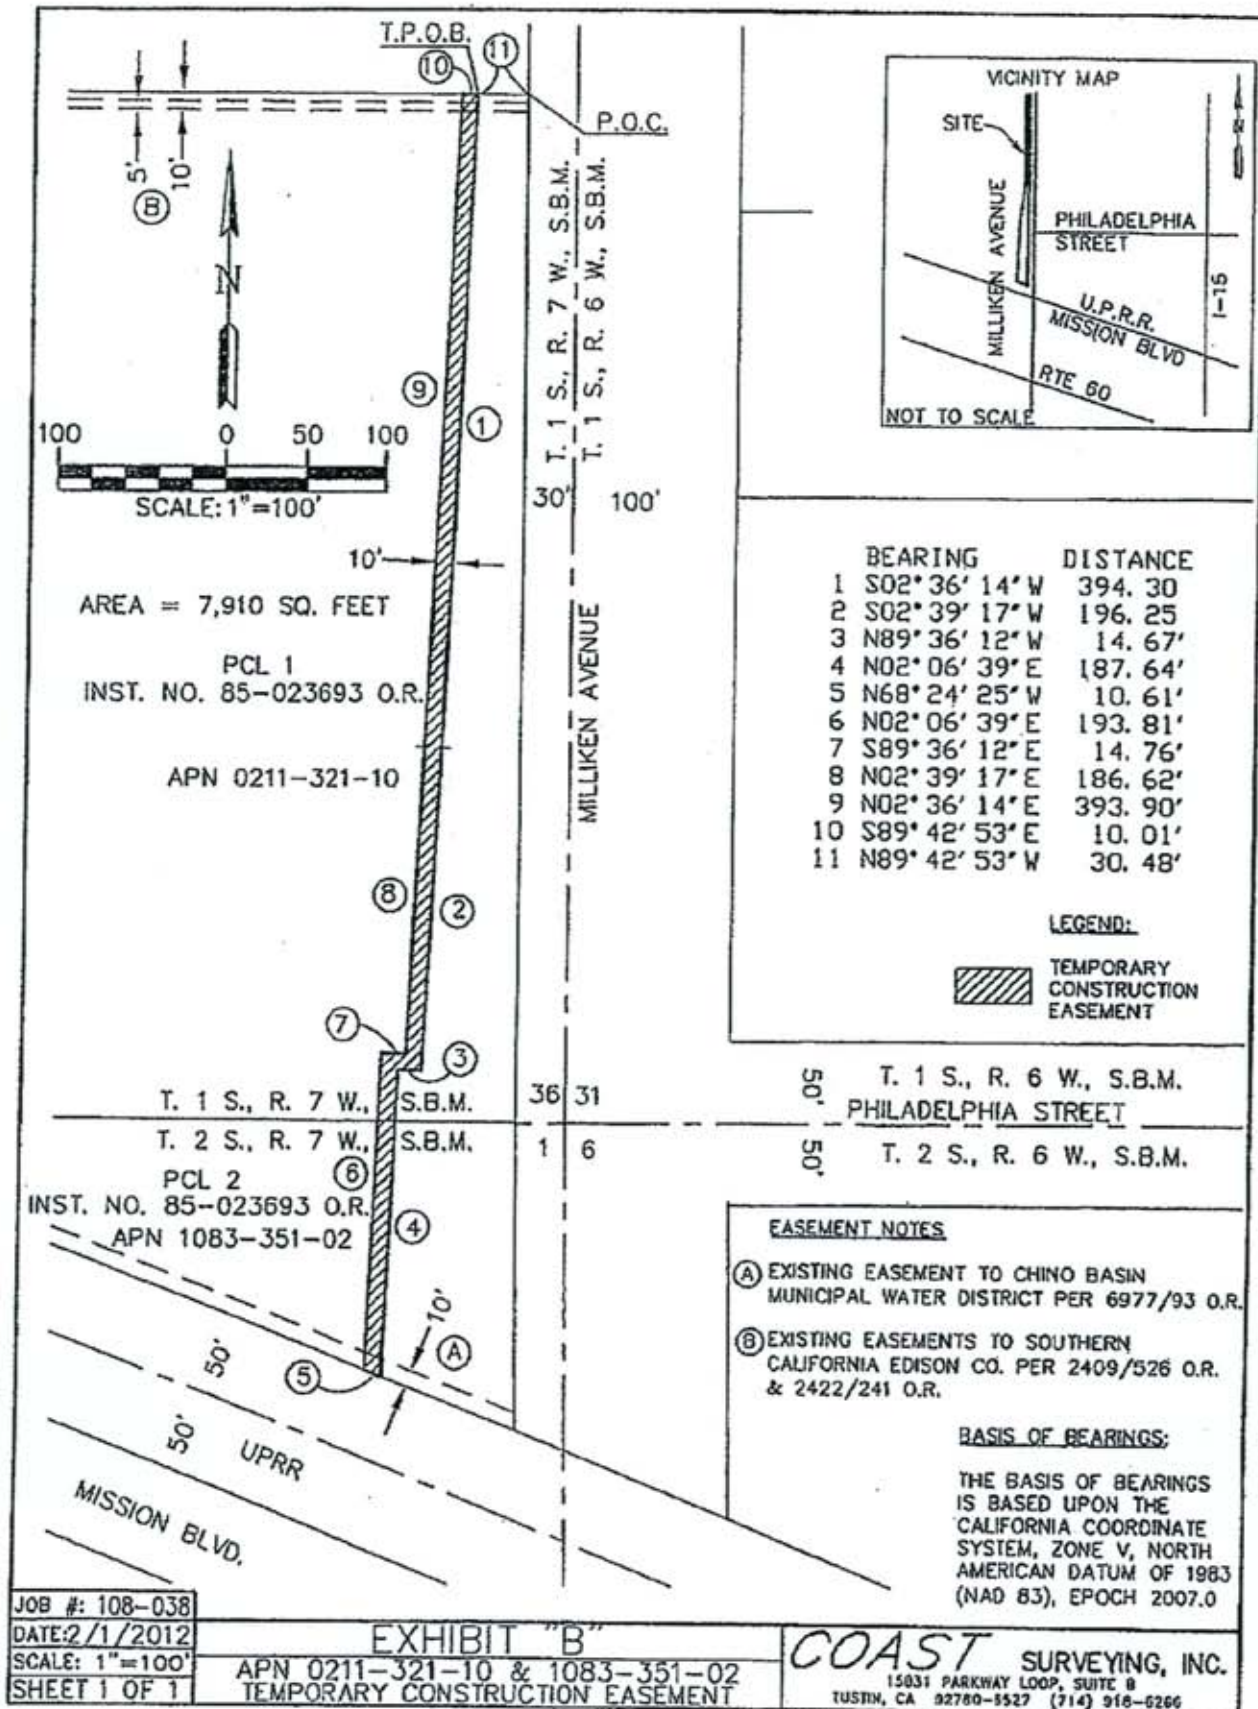 T.P.O.B.
10
11
P.O.C.
5'
10'
B
N
T. 1 S., R. 7 W., S.B.M.
T. 1 S., R. 6 W., S.B.M.
9
1
100 0 50 100
SCALE: 1"=100'
30'
100'
10'
AREA = 7,910 SQ. FEET
PCL 1
INST. NO. 85-023693 O.R.
APN 0211-321-10
MILLIKEN AVENUE
8
2
7
3
T. 1 S., R. 7 W., S.B.M.
T. 2 S., R. 7 W., S.B.M.
36 31
1 6
6
PCL 2
INST. NO. 85-023693 O.R.
APN 1083-351-02
4
10'
A
5
50'
50'
UPRR
MISSION BLVD.
VICINITY MAP
SITE
N
MILLIKEN AVENUE
PHILADELPHIA
STREET
I-15
U.P.R.R.
MISSION BLVD
RTE 60
NOT TO SCALE
BEARING DISTANCE
1 S02°36'14"W 394.30
2 S02°39'17"W 196.25
3 N89°36'12"W 14.67'
4 N02°06'39"E 187.64'
5 N68°24'25"W 10.61'
6 N02°06'39"E 193.81'
7 S89°36'12"E 14.76'
8 N02°39'17"E 186.62'
9 N02°36'14"E 393.90'
10 S89°42'53"E 10.01'
11 N89°42'53"W 30.48'
LEGEND:
TEMPORARY
CONSTRUCTION
EASEMENT
50'
T. 1 S., R. 6 W., S.B.M.
PHILADELPHIA STREET
50'
T. 2 S., R. 6 W., S.B.M.
EASEMENT NOTES
A EXISTING EASEMENT TO CHINO BASIN
MUNICIPAL WATER DISTRICT PER 6977/93 O.R.
B EXISTING EASEMENTS TO SOUTHERN
CALIFORNIA EDISON CO. PER 2409/526 O.R.
& 2422/241 O.R.
BASIS OF BEARINGS:
THE BASIS OF BEARINGS
IS BASED UPON THE
CALIFORNIA COORDINATE
SYSTEM, ZONE V, NORTH
AMERICAN DATUM OF 1983
(NAD 83), EPOCH 2007.0
JOB #: 108-038
DATE: 2/1/2012
SCALE: 1"=100'
SHEET 1 OF 1
EXHIBIT "B"
APN 0211-321-10 & 1083-351-02
TEMPORARY CONSTRUCTION EASEMENT
COAST SURVEYING, INC.
15031 PARKWAY LOOP, SUITE B
TUSTIN, CA 92780-6527 (714) 918-6266